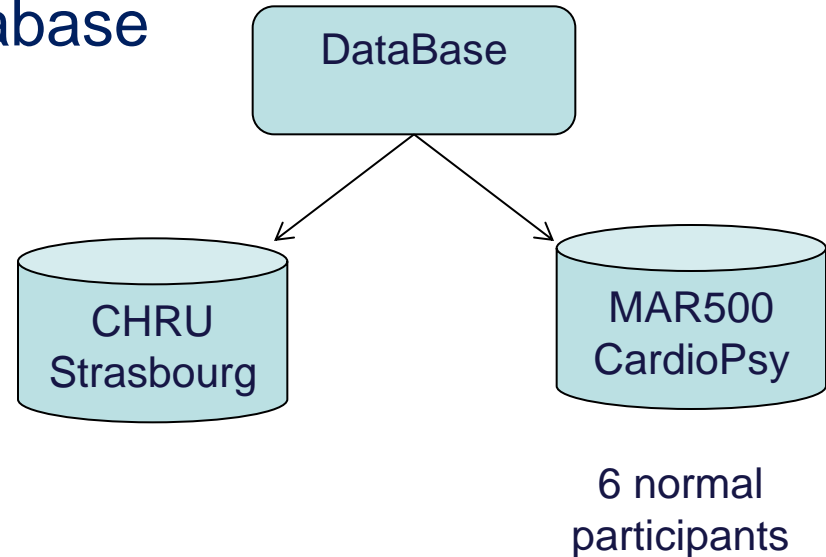 abase
DataBase
CHRU
Strasbourg
MAR500
CardioPsy
6 normal
participants